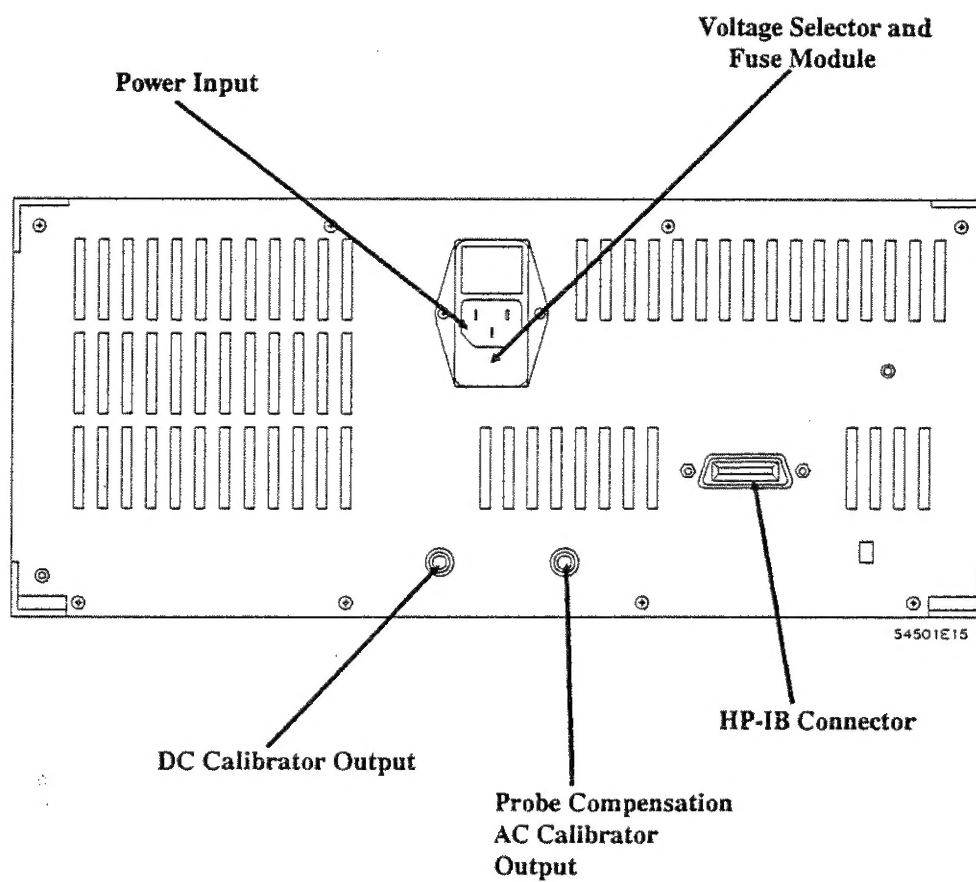 Voltage Selector and
Fuse Module
Power Input
54501E15
HP-IB Connector
DC Calibrator Output
Probe Compensation
AC Calibrator
Output